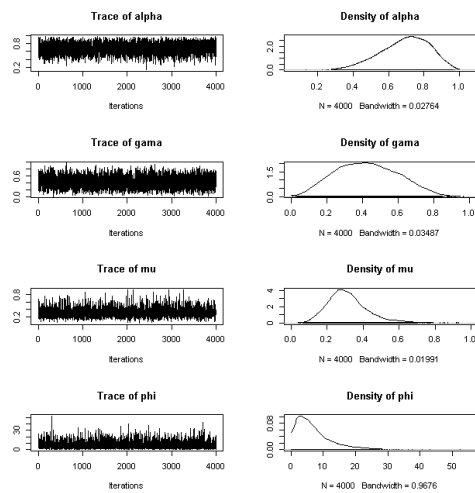 Trace of alpha
0.2 0.8
0 1000 2000 3000 4000
Iterations
Density of alpha
0.0 2.0
0.2 0.4 0.6 0.8 1.0
N = 4000 Bandwidth = 0.02764
Trace of gama
0.0 0.6
0 1000 2000 3000 4000
Iterations
Density of gama
0.0 1.5
0.0 0.2 0.4 0.6 0.8 1.0
N = 4000 Bandwidth = 0.03487
Trace of mu
0.2 0.8
0 1000 2000 3000 4000
Iterations
Density of mu
0 2 4
0.0 0.2 0.4 0.6 0.8 1.0
N = 4000 Bandwidth = 0.01991
Trace of phi
0 30
0 1000 2000 3000 4000
Iterations
Density of phi
0.00 0.08
0 10 20 30 40 50
N = 4000 Bandwidth = 0.9676